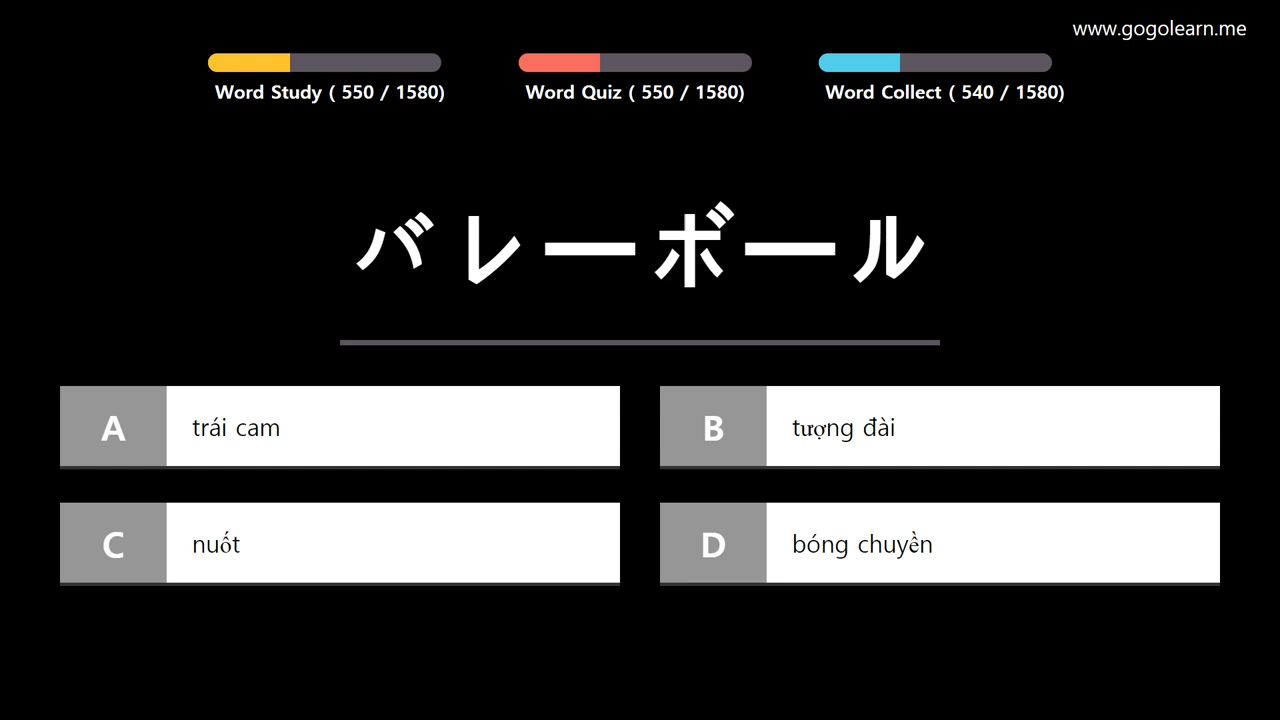 www.gogolearn.me
Word Study ( 550 / 1580)
Word Quiz ( 550 / 1580)
Word Collect ( 540 / 1580)
バレーボール
A trái cam
B tượng đài
C nuốt
D bóng chuyền